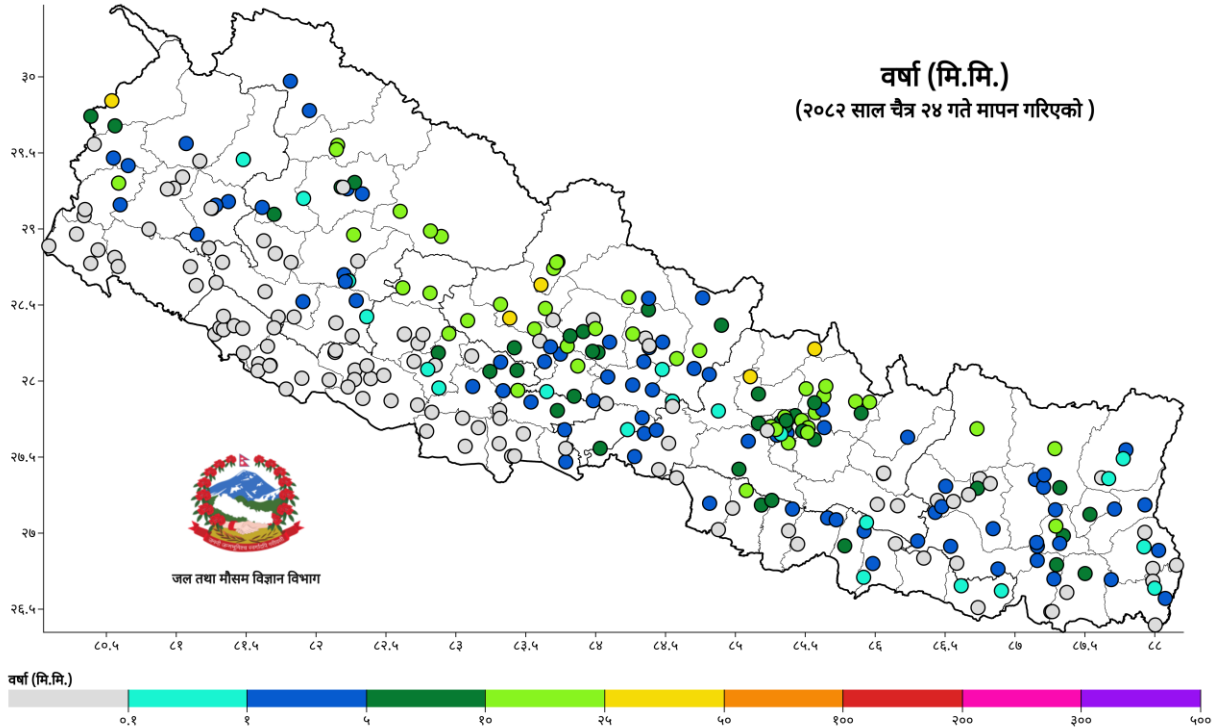 वर्षा (मि.मि.)
(२०८२ साल चैत्र २४ गते मापन गरिएको )
३०
२९.५
२९
२८.५
२८
२७.५
२७
२६.५
जल तथा मौसम विज्ञान विभाग
८०.५ ८१ ८१.५ ८२ ८२.५ ८३ ८३.५ ८४ ८४.५ ८५ ८५.५ ८६ ८६.५ ८७ ८७.५ ८८
वर्षा (मि.मि.)
०.१ १ ५ १० २५ ५० १०० २०० ३०० ५००